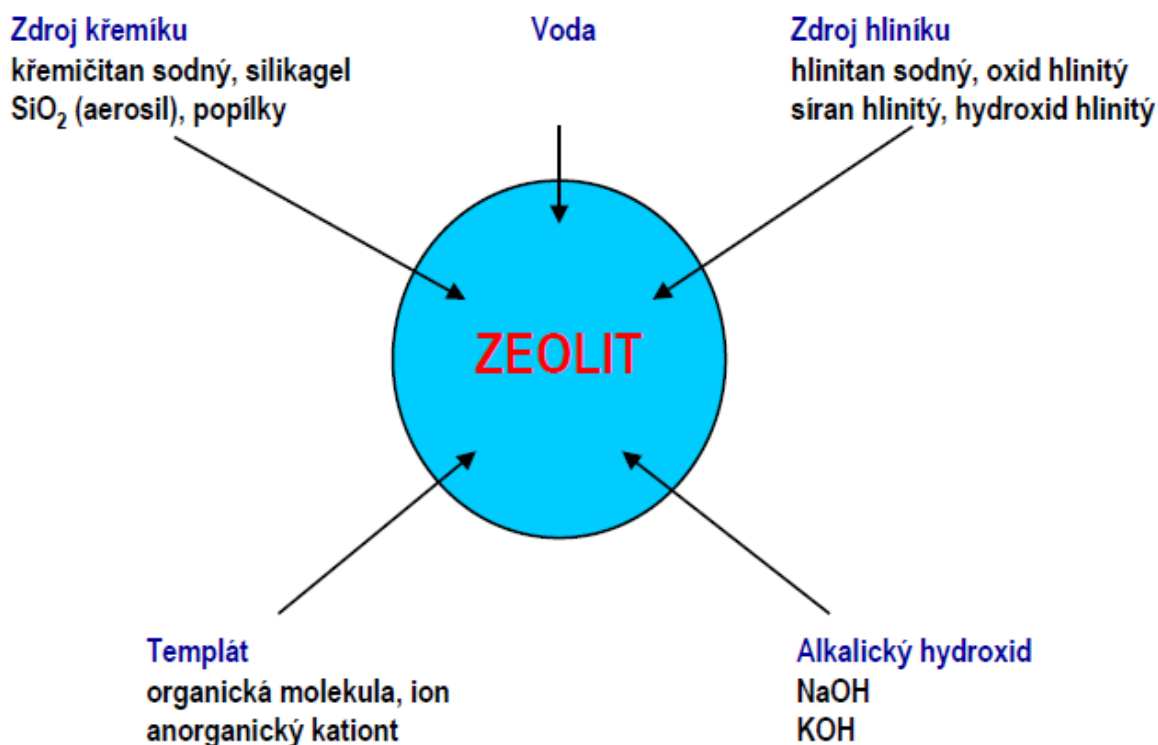 Zdroj křemíku
křemičitan sodný, silikagel
SiO₂ (aerosil), popílky
Voda
Zdroj hliníku
hlinitan sodný, oxid hlinitý
síran hlinitý, hydroxid hlinitý
ZEOLIT
Templát
organická molekula, ion
anorganický kationt
Alkalický hydroxid
NaOH
KOH